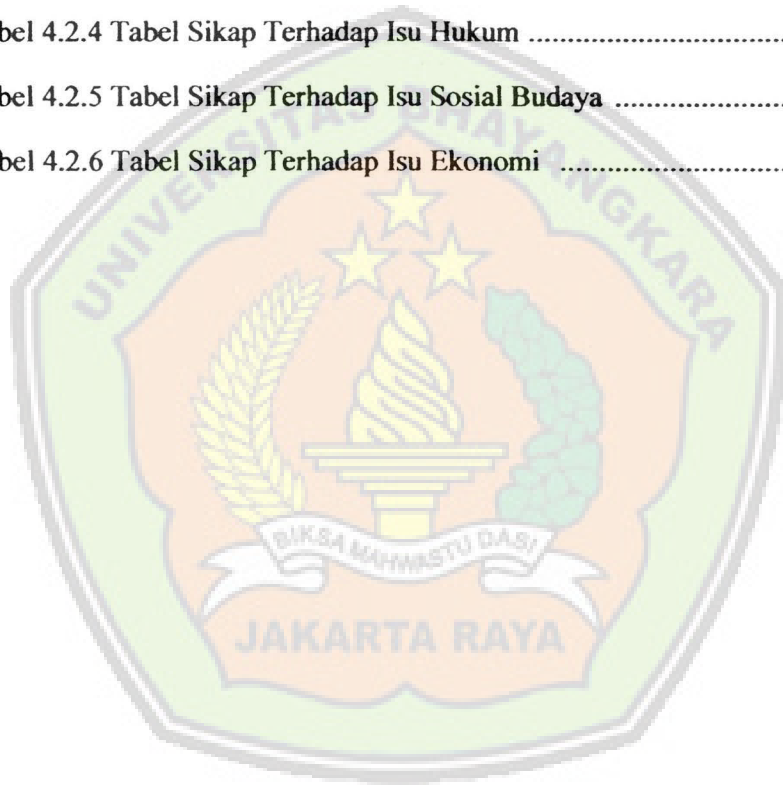 bel 4.2.4 Tabel Sikap Terhadap Isu Hukum ....................................
bel 4.2.5 Tabel Sikap Terhadap Isu Sosial Budaya ......................
bel 4.2.6 Tabel Sikap Terhadap Isu Ekonomi ..............................
UNIVERSITAS BHAYANGKARA
BIKSA MAHWASTU DASI
JAKARTA RAYA